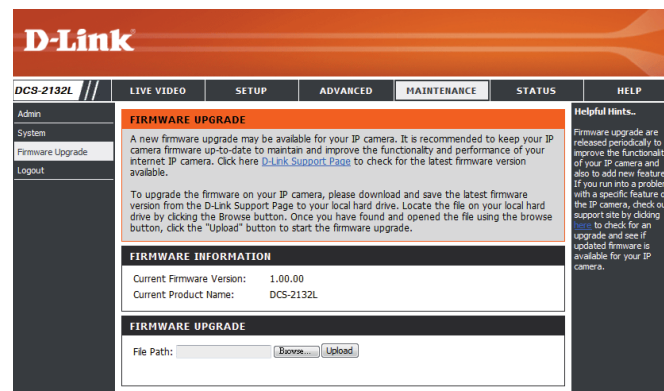 D-Link
DCS-2132L // LIVE VIDEO SETUP ADVANCED MAINTENANCE STATUS HELP
Admin
System
Firmware Upgrade
Logout
FIRMWARE UPGRADE
A new firmware upgrade may be available for your IP camera. It is recommended to keep your IP
camera firmware up-to-date to maintain and improve the functionality and performance of your
internet IP camera. Click here D-Link Support Page to check for the latest firmware version
available.
To upgrade the firmware on your IP camera, please download and save the latest firmware
version from the D-Link Support Page to your local hard drive. Locate the file on your local hard
drive by clicking the Browse button. Once you have found and opened the file using the browse
button, click the "Upload" button to start the firmware upgrade.
FIRMWARE INFORMATION
Current Firmware Version: 1.00.00
Current Product Name: DCS-2132L
FIRMWARE UPGRADE
File Path: Browse... Upload
Helpful Hints..
Firmware upgrade are
released periodically to
improve the functionalit
of your IP camera and
also to add new feature
If you run into a problem
with a specific feature o
the IP camera, check ou
support site by clicking
here to check for an
upgrade and see if
updated firmware is
available for your IP
camera.